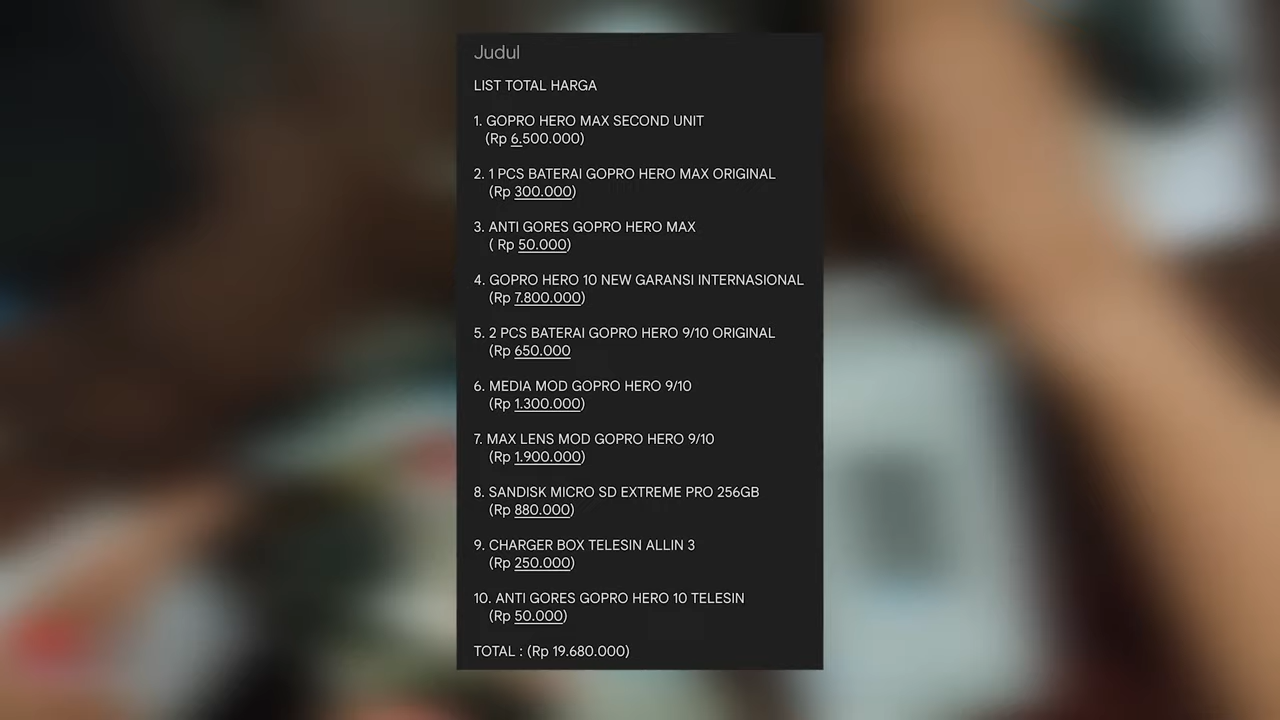 Judul
LIST TOTAL HARGA
1. GOPRO HERO MAX SECOND UNIT
(Rp 6.500.000)
2. 1 PCS BATERAI GOPRO HERO MAX ORIGINAL
(Rp 300.000)
3. ANTI GORES GOPRO HERO MAX
( Rp 50.000)
4. GOPRO HERO 10 NEW GARANSI INTERNASIONAL
(Rp 7.800.000)
5. 2 PCS BATERAI GOPRO HERO 9/10 ORIGINAL
(Rp 650.000
6. MEDIA MOD GOPRO HERO 9/10
(Rp 1.300.000)
7. MAX LENS MOD GOPRO HERO 9/10
(Rp 1.900.000)
8. SANDISK MICRO SD EXTREME PRO 256GB
(Rp 880.000)
9. CHARGER BOX TELESIN ALLIN 3
(Rp 250.000)
10. ANTI GORES GOPRO HERO 10 TELESIN
(Rp 50.000)
TOTAL : (Rp 19.680.000)